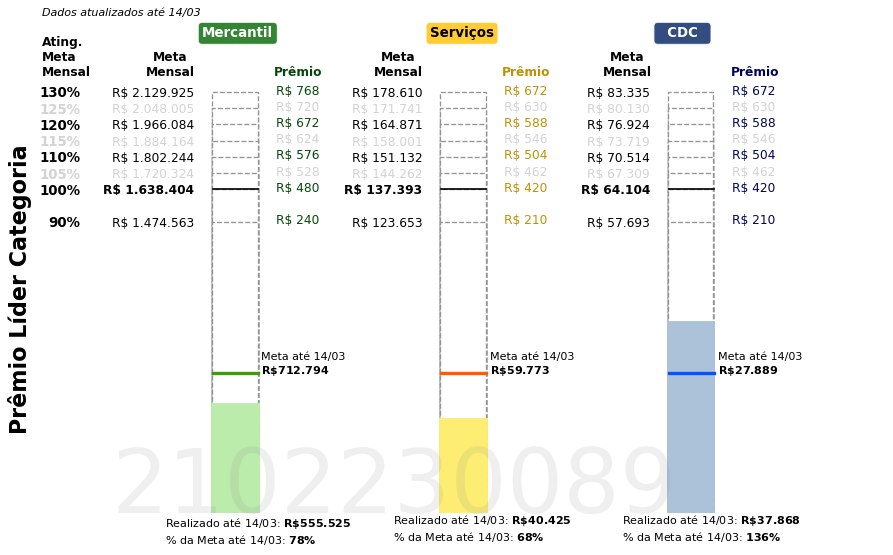 Dados atualizados até 14/03
Mercantil Serviços CDC
Ating. Meta Mensal
Meta Mensal Prêmio Meta Mensal Prêmio Meta Mensal Prêmio
130% R$ 2.129.925 R$ 768 R$ 178.610 R$ 672 R$ 83.335 R$ 672
125% R$ 2.048.005 R$ 720 R$ 171.741 R$ 630 R$ 80.130 R$ 630
120% R$ 1.966.084 R$ 672 R$ 164.871 R$ 588 R$ 76.924 R$ 588
115% R$ 1.884.164 R$ 624 R$ 158.001 R$ 546 R$ 73.719 R$ 546
110% R$ 1.802.244 R$ 576 R$ 151.132 R$ 504 R$ 70.514 R$ 504
105% R$ 1.720.324 R$ 528 R$ 144.262 R$ 462 R$ 67.309 R$ 462
100% R$ 1.638.404 R$ 480 R$ 137.393 R$ 420 R$ 64.104 R$ 420
90% R$ 1.474.563 R$ 240 R$ 123.653 R$ 210 R$ 57.693 R$ 210
Prêmio Líder Categoria
Meta até 14/03 Meta até 14/03 Meta até 14/03
R$712.794 R$59.773 R$27.889
2102230089
Realizado até 14/03: R$555.525 Realizado até 14/03: R$40.425 Realizado até 14/03: R$37.868
% da Meta até 14/03: 78% % da Meta até 14/03: 68% % da Meta até 14/03: 136%